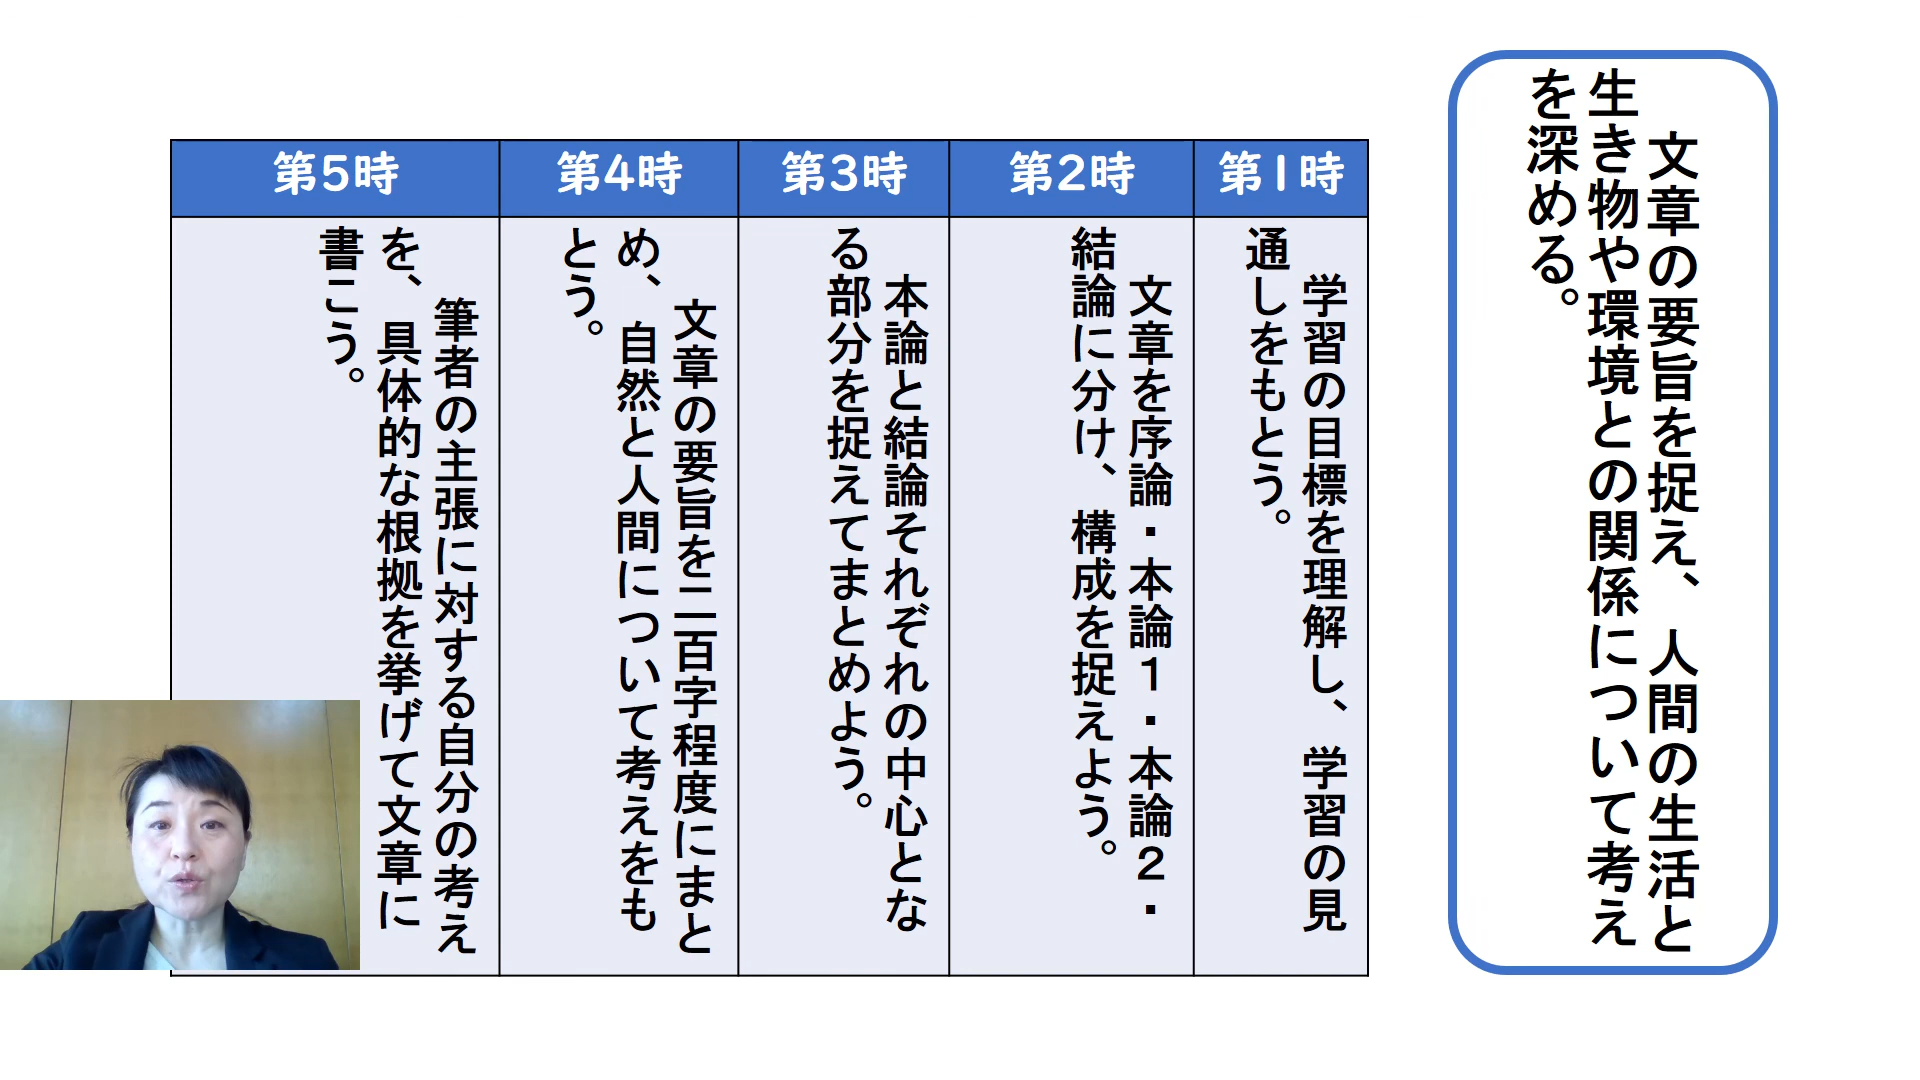 文章の要旨を捉え、人間の生活と
生き物や環境との関係について考え
を深める。
第1時
学習の目標を理解し、学習の見
通しをもとう。
第2時
文章を序論・本論1・本論2・
結論に分け、構成を捉えよう。
第3時
本論と結論それぞれの中心とな
る部分を捉えてまとめよう。
第4時
文章の要旨を二百字程度にまと
め、自然と人間について考えをも
とう。
第5時
筆者の主張に対する自分の考え
を、具体的な根拠を挙げて文章に
書こう。